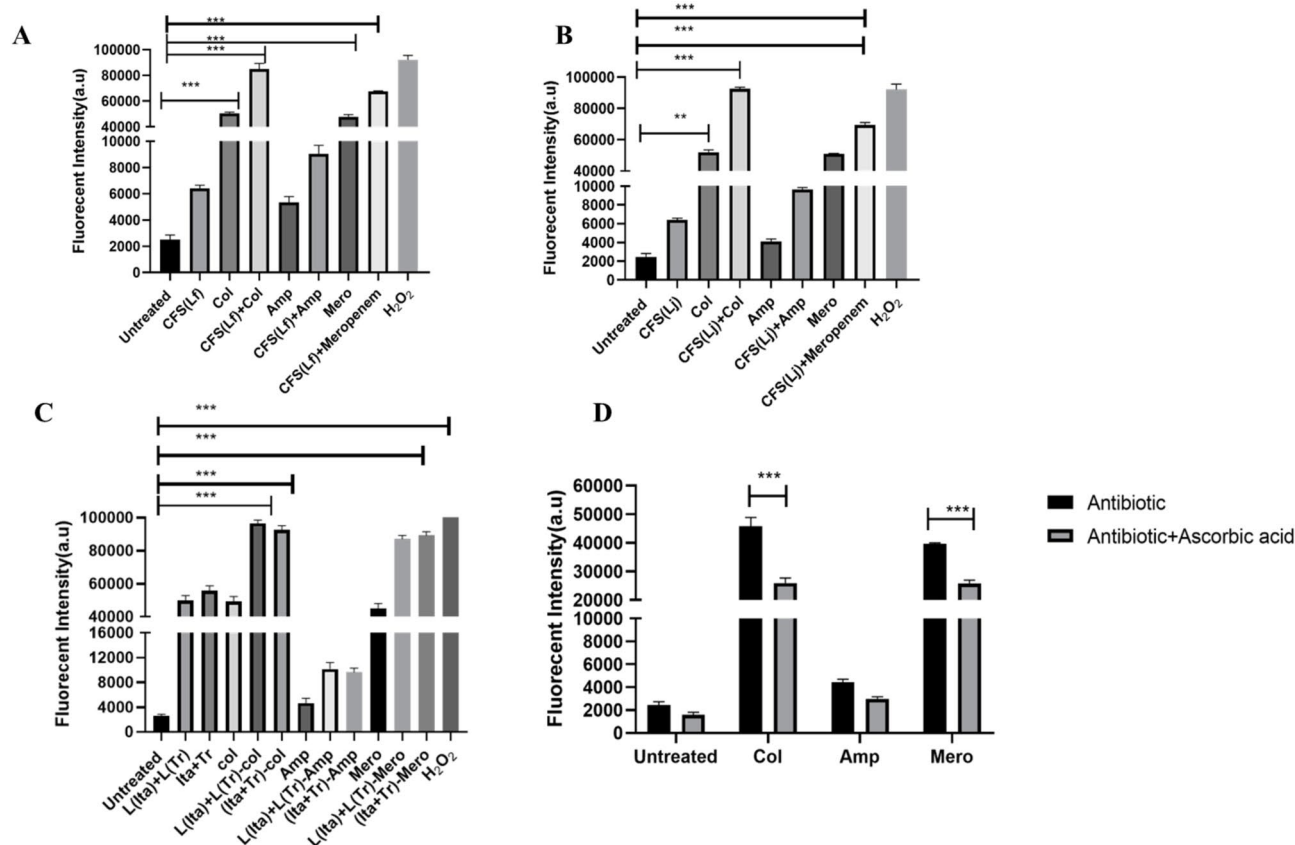 A
***
***
***
***
Fluorecent Intensity(a.u)
100000
80000
60000
40000
10000
8000
6000
4000
2000
0
Untreated
CFS(Lf)
Col
CFS(Lf)+Col
Amp
CFS(Lf)+Amp
Mero
CFS(Lf)+Meropenem
H₂O₂
B
***
***
***
**
Fluorecent Intensity(a.u)
100000
80000
60000
40000
10000
8000
6000
4000
2000
0
Untreated
CFS(Lj)
Col
CFS(Lj)+Col
Amp
CFS(Lj)+Amp
Mero
CFS(Lj)+Meropenem
H₂O₂
C
***
***
***
***
Fluorecent Intensity(a.u)
100000
80000
60000
40000
16000
12000
8000
4000
0
Untreated
L(Ita)+L(Tr)
Ita+Tr
col
L(Ita)+L(Tr)-col
(Ita+Tr)-col
Amp
L(Ita)+L(Tr)-Amp
(Ita+Tr)-Amp
Mero
L(Ita)+L(Tr)-Mero
(Ita+Tr)-Mero
H₂O₂
D
***
***
Fluorecent Intensity(a.u)
60000
50000
40000
30000
20000
10000
8000
6000
4000
2000
0
Untreated
Col
Amp
Mero
Antibiotic
Antibiotic+Ascorbic acid